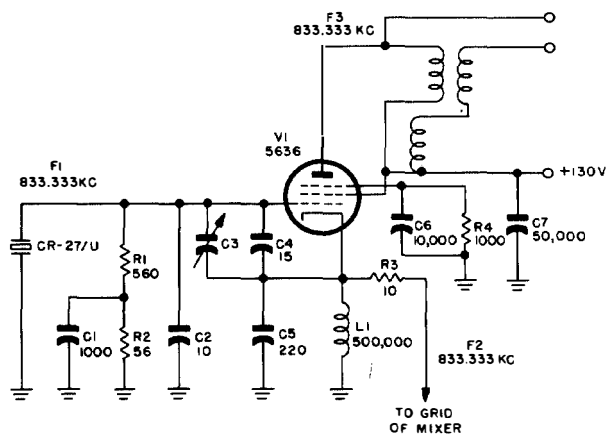 F3
833.333 KC
V1
5636
F1
833.333KC
+130V
CR-27/U
R1
560
C3
C4
15
C6
10,000
R4
1000
C7
50,000
C1
1000
R2
56
C2
10
C5
220
R3
10
L1
500,000
F2
833.333 KC
TO GRID
OF MIXER